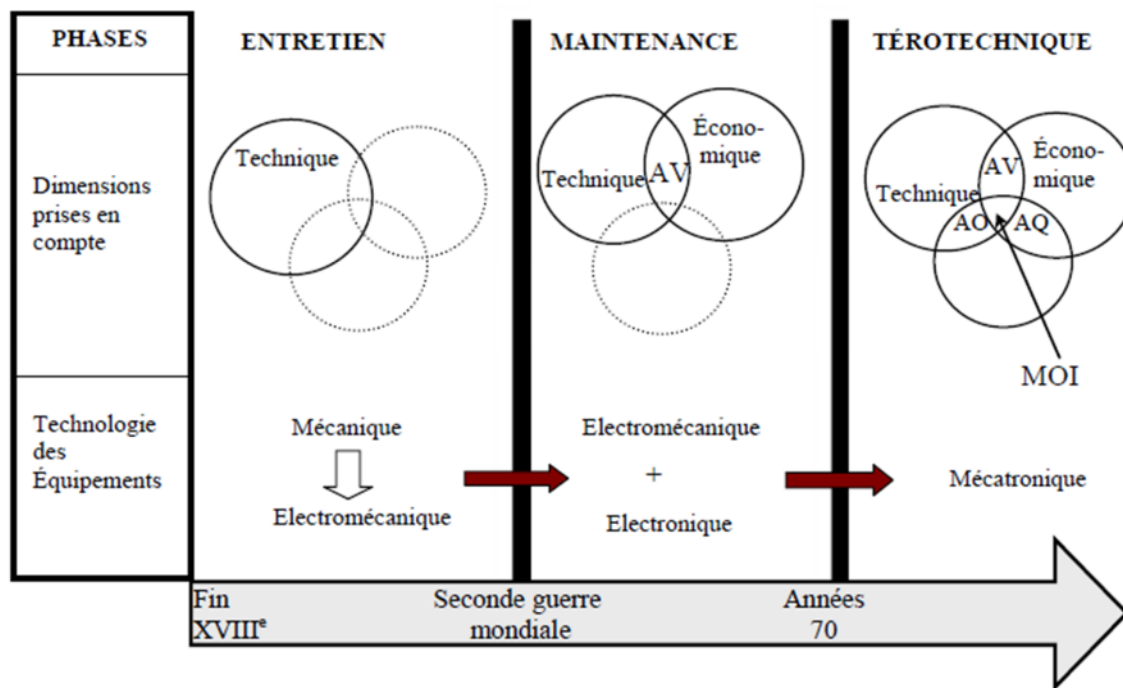 PHASES
ENTRETIEN
MAINTENANCE
TÉROTECHNIQUE
Dimensions
prises en
compte
Technique
Technique
AV
Écono-
mique
Technique
AV
Écono-
mique
AO
AQ
MOI
Technologie
des
Équipements
Mécanique
Electromécanique
Electromécanique
+
Electronique
Mécatronique
Fin
XVIIIe
Seconde guerre
mondiale
Années
70